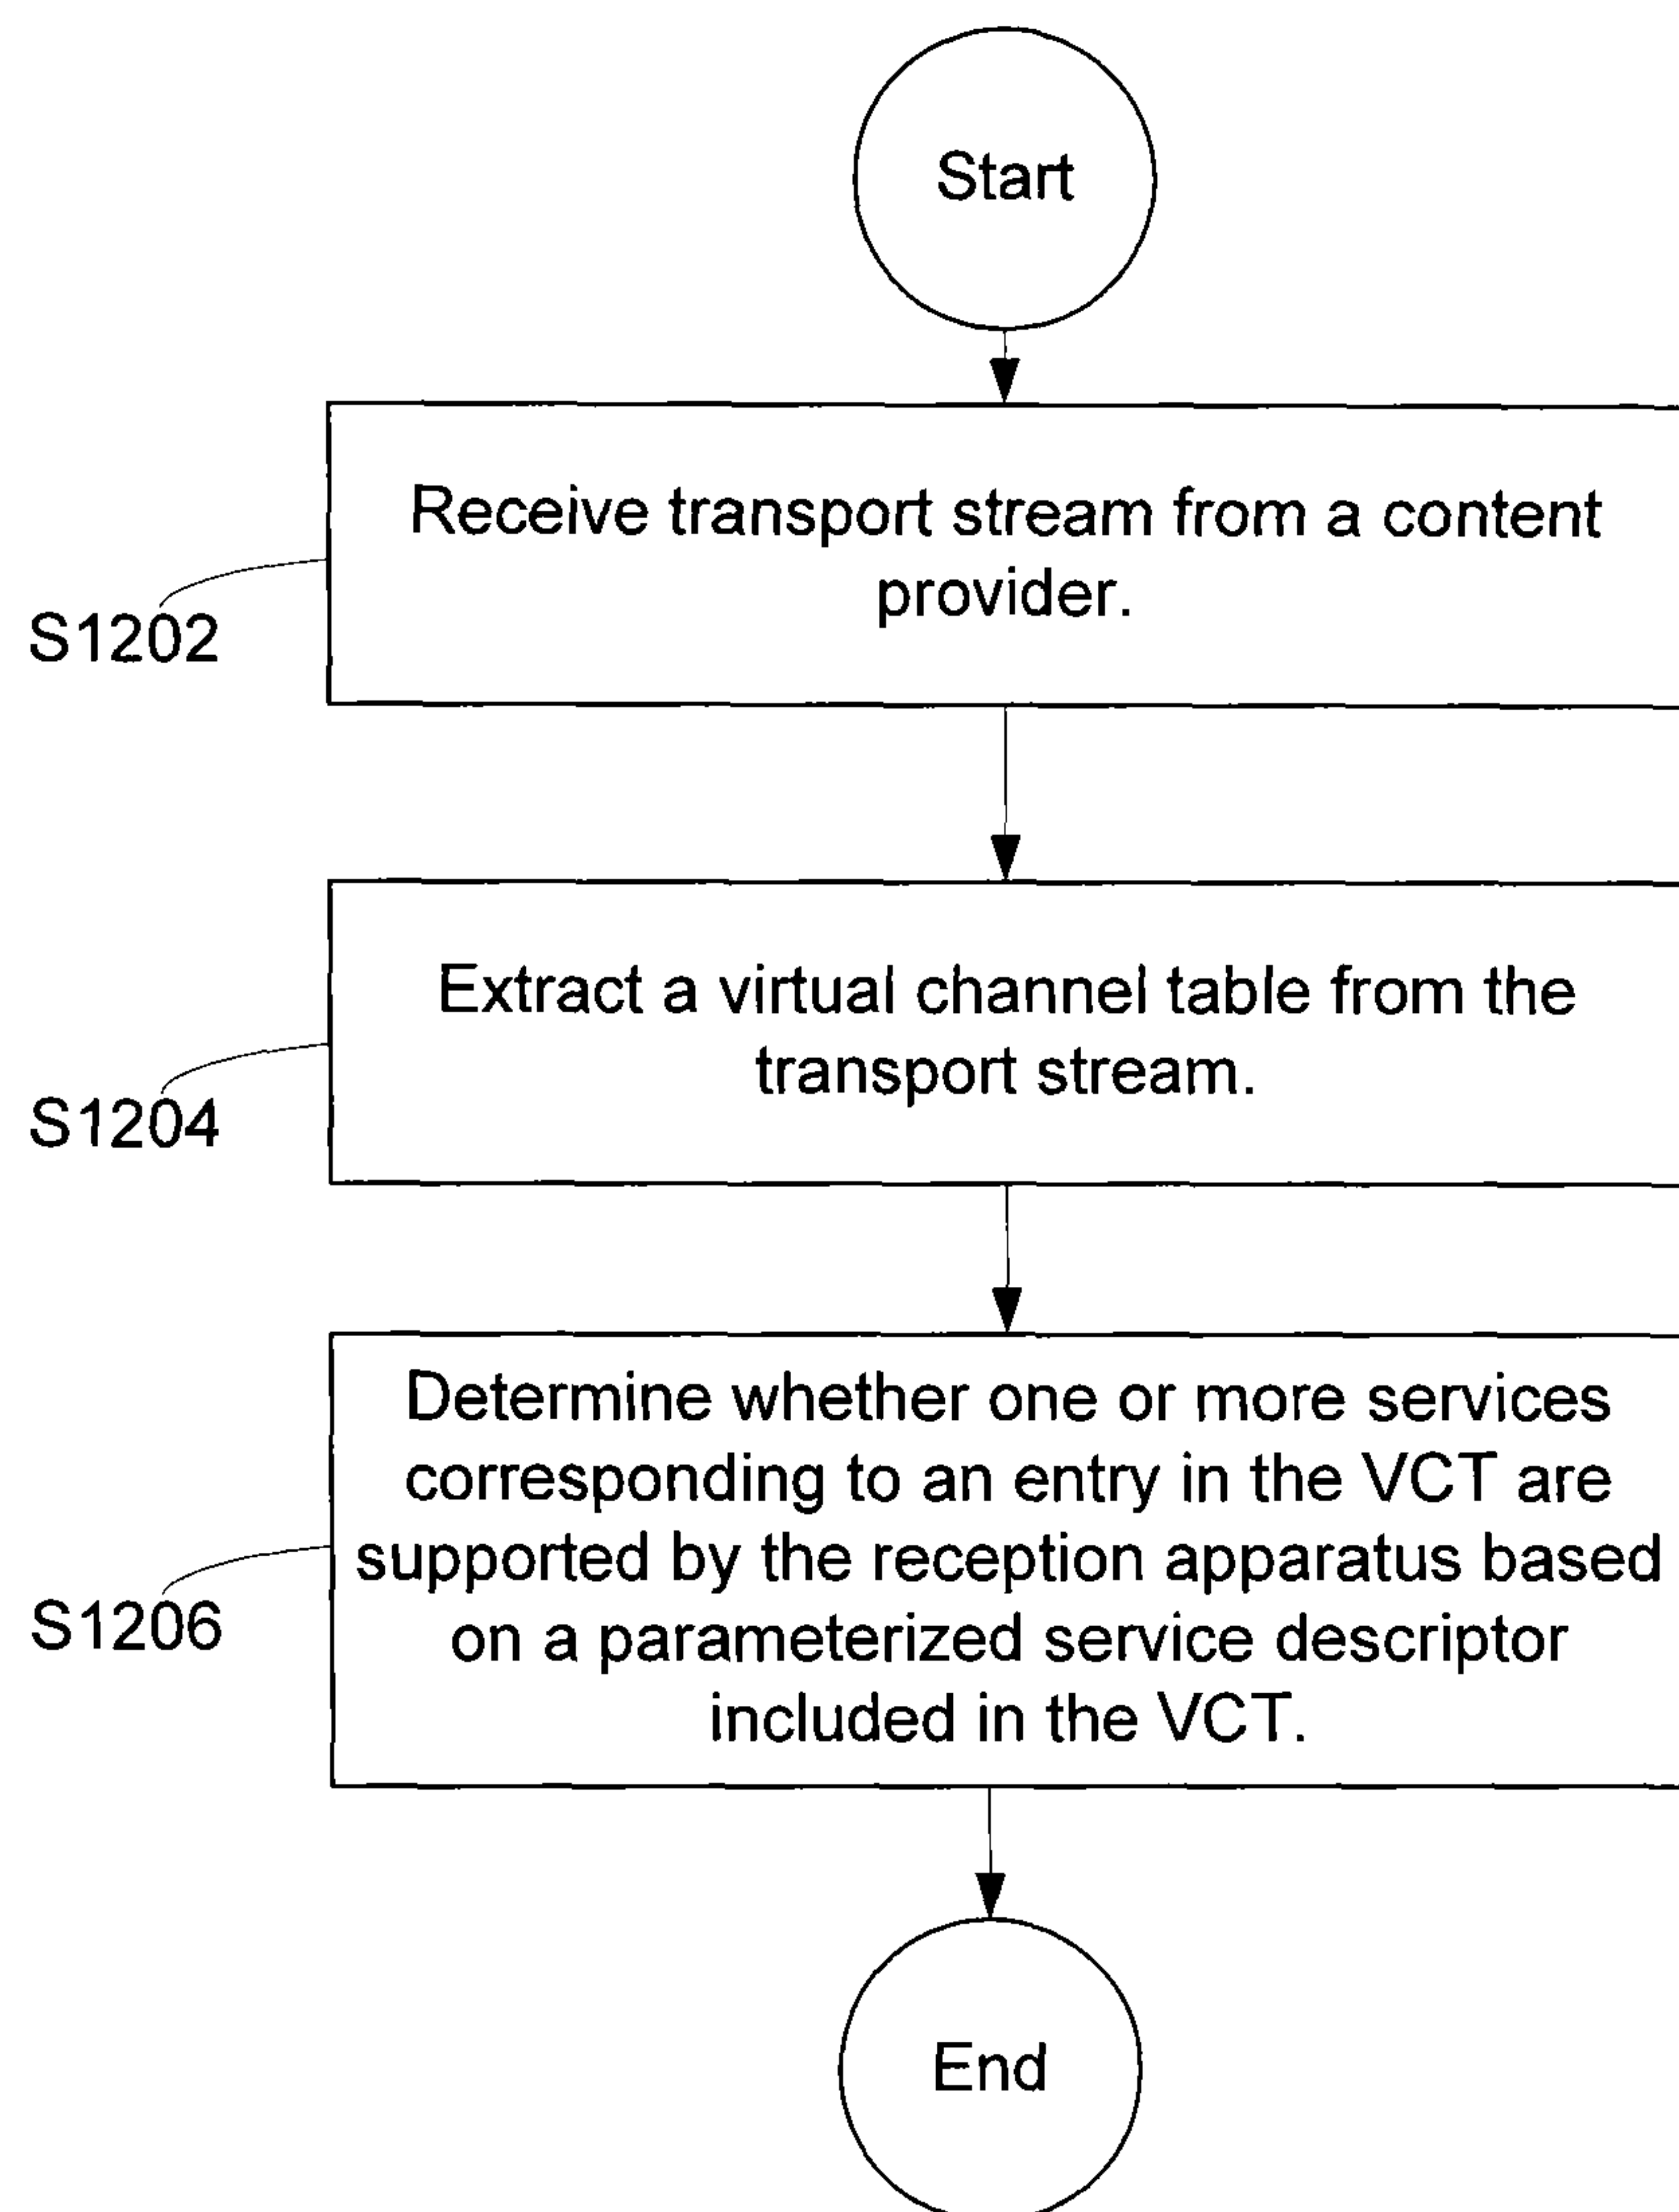 Start
Receive transport stream from a content
provider.
S1202
Extract a virtual channel table from the
transport stream.
S1204
Determine whether one or more services
corresponding to an entry in the VCT are
supported by the reception apparatus based
on a parameterized service descriptor
included in the VCT.
S1206
End